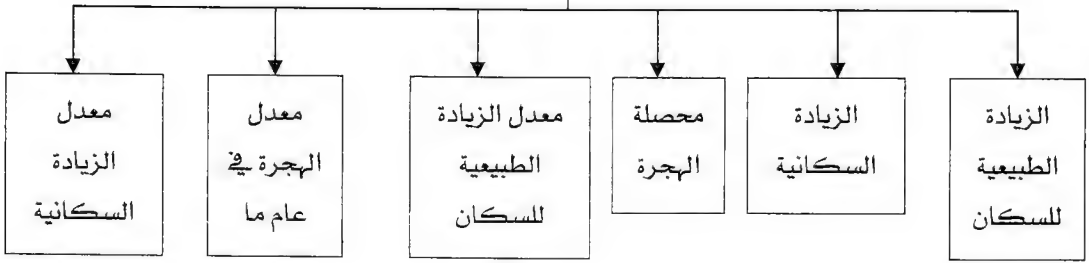 الزيادة
الطبيعية
للسكان
الزيادة
السكانية
محصلة
الهجرة
معدل الزيادة
الطبيعية
للسكان
معدل
الهجرة في
عام ما
معدل
الزيادة
السكانية